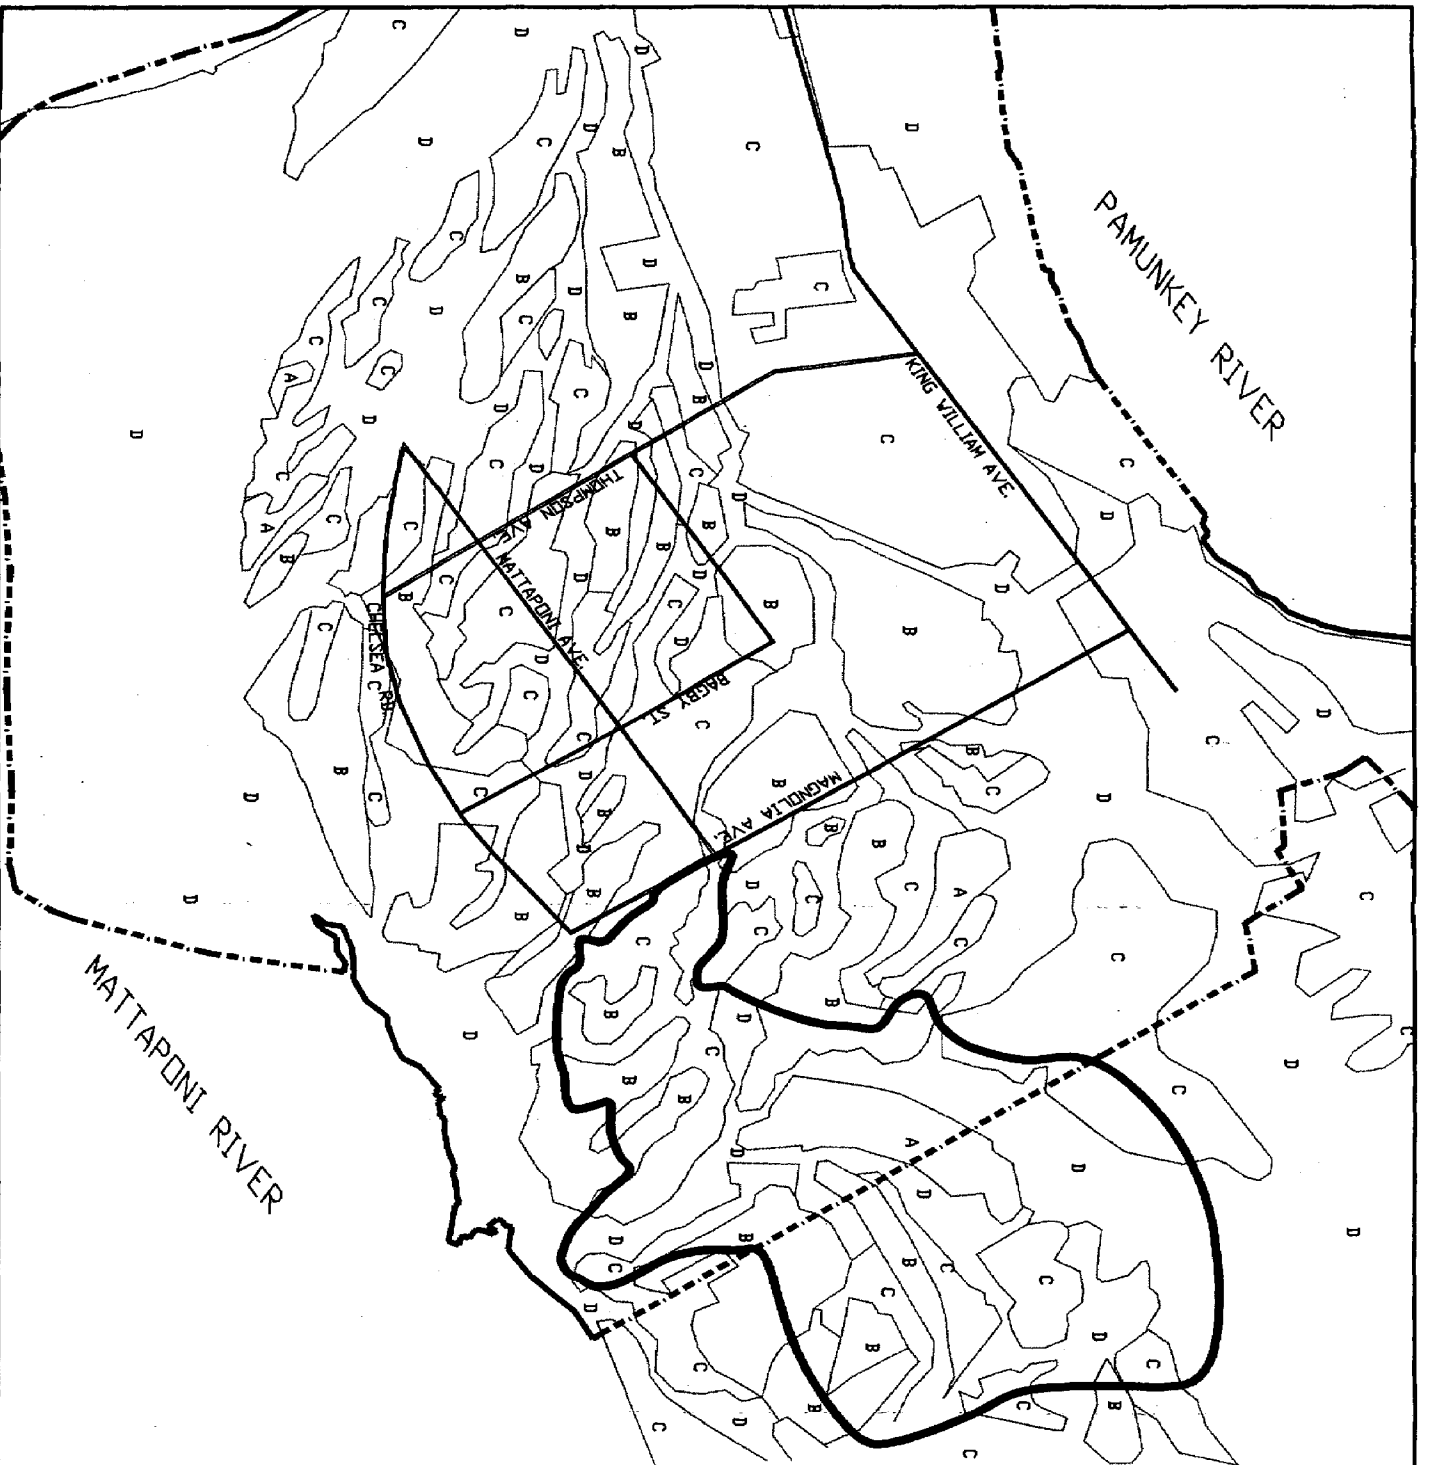 PAMUNKEY RIVER
KING WILLIAM AVE.
THOMPSON AVE.
MATTAPONI AVE.
CHELSEA RD.
BAGBY ST.
MAGNOLIA AVE.
MATTAPONI RIVER
C
D
D
D
C
B
D
D
C
C
B
D
C
D
B
C
A
D
B